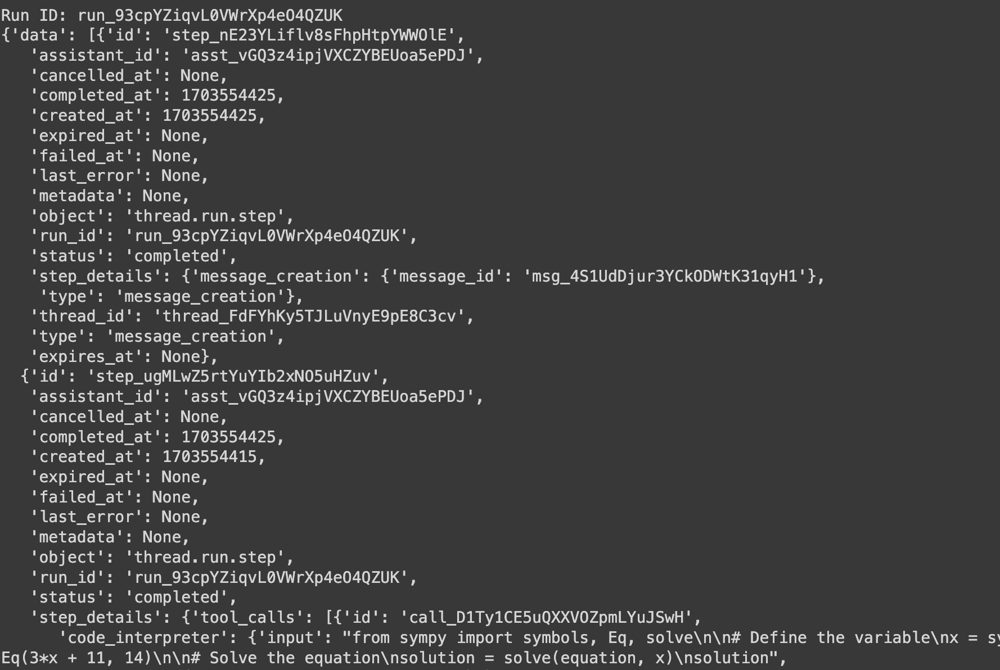 Run ID: run_93cpYZiqvL0VWrXp4eO4QZUK
{'data': [{'id': 'step_nE23YLiflv8sFhpHtpYWWOlE',
'assistant_id': 'asst_vGQ3z4ipjVXCZYBEUoa5ePDJ',
'cancelled_at': None,
'completed_at': 1703554425,
'created_at': 1703554425,
'expired_at': None,
'failed_at': None,
'last_error': None,
'metadata': None,
'object': 'thread.run.step',
'run_id': 'run_93cpYZiqvL0VWrXp4eO4QZUK',
'status': 'completed',
'step_details': {'message_creation': {'message_id': 'msg_4S1UdDjur3YCkODWtK31qyH1'},
'type': 'message_creation'},
'thread_id': 'thread_FdFYhKy5TJLuVnyE9pE8C3cv',
'type': 'message_creation',
'expires_at': None},
{'id': 'step_ugMLwZ5rtYuYIb2xNO5uHZuv',
'assistant_id': 'asst_vGQ3z4ipjVXCZYBEUoa5ePDJ',
'cancelled_at': None,
'completed_at': 1703554425,
'created_at': 1703554415,
'expired_at': None,
'failed_at': None,
'last_error': None,
'metadata': None,
'object': 'thread.run.step',
'run_id': 'run_93cpYZiqvL0VWrXp4eO4QZUK',
'status': 'completed',
'step_details': {'tool_calls': [{'id': 'call_D1Ty1CE5uQXXVOZpmLYuJSwH',
'code_interpreter': {'input': "from sympy import symbols, Eq, solve\n\n# Define the variable\nx =
Eq(3*x + 11, 14)\n\n# Solve the equation\nsolution = solve(equation, x)\nsolution",